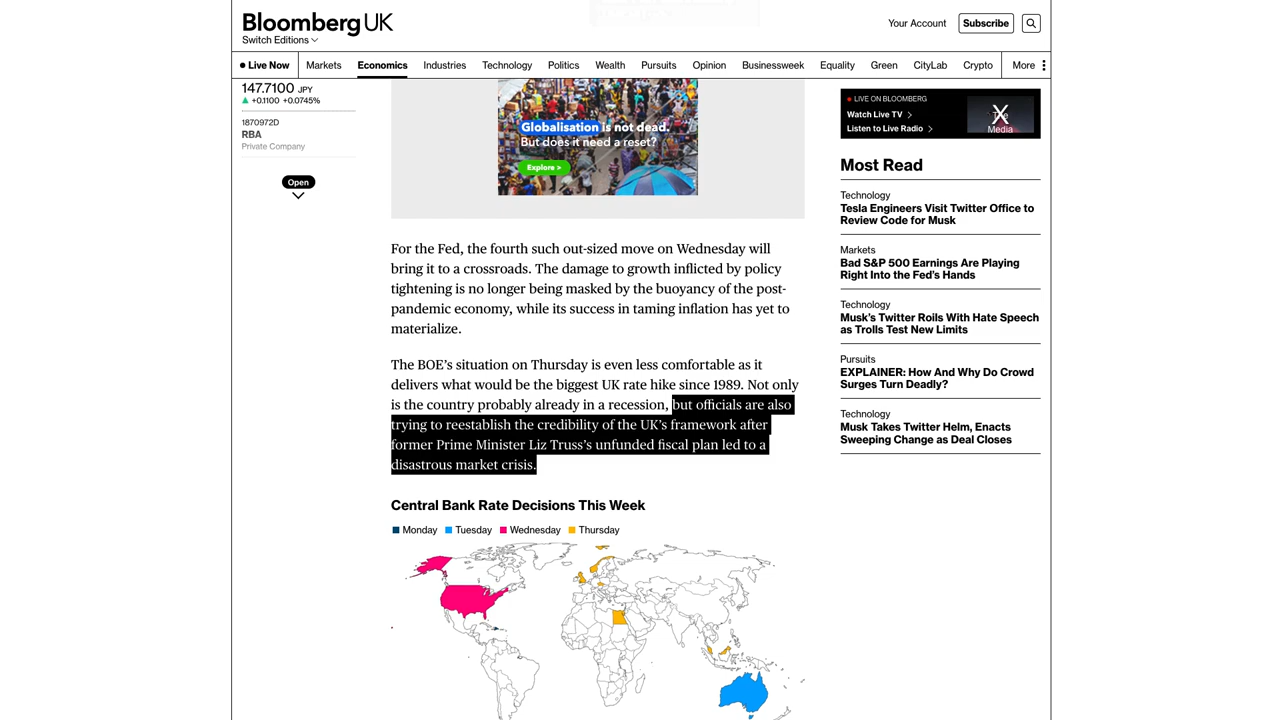 Bloomberg UK
Switch Editions
Your Account
Subscribe
Live Now
Markets
Economics
Industries
Technology
Politics
Wealth
Pursuits
Opinion
Businessweek
Equality
Green
CityLab
Crypto
More
147.7100 JPY
+0.1100 +0.0745%
1870972D
RBA
Private Company
Open
Globalisation is not dead.
But does it need a reset?
Explore >
For the Fed, the fourth such out-sized move on Wednesday will
bring it to a crossroads. The damage to growth inflicted by policy
tightening is no longer being masked by the buoyancy of the post-
pandemic economy, while its success in taming inflation has yet to
materialize.
The BOE's situation on Thursday is even less comfortable as it
delivers what would be the biggest UK rate hike since 1989. Not only
is the country probably already in a recession, but officials are also
trying to reestablish the credibility of the UK's framework after
former Prime Minister Liz Truss's unfunded fiscal plan led to a
disastrous market crisis.
Central Bank Rate Decisions This Week
Monday
Tuesday
Wednesday
Thursday
LIVE ON BLOOMBERG
Watch Live TV
Listen to Live Radio
Media
Most Read
Technology
Tesla Engineers Visit Twitter Office to
Review Code for Musk
Markets
Bad S&P 500 Earnings Are Playing
Right Into the Fed's Hands
Technology
Musk's Twitter Roils With Hate Speech
as Trolls Test New Limits
Pursuits
EXPLAINER: How And Why Do Crowd
Surges Turn Deadly?
Technology
Musk Takes Twitter Helm, Enacts
Sweeping Change as Deal Closes